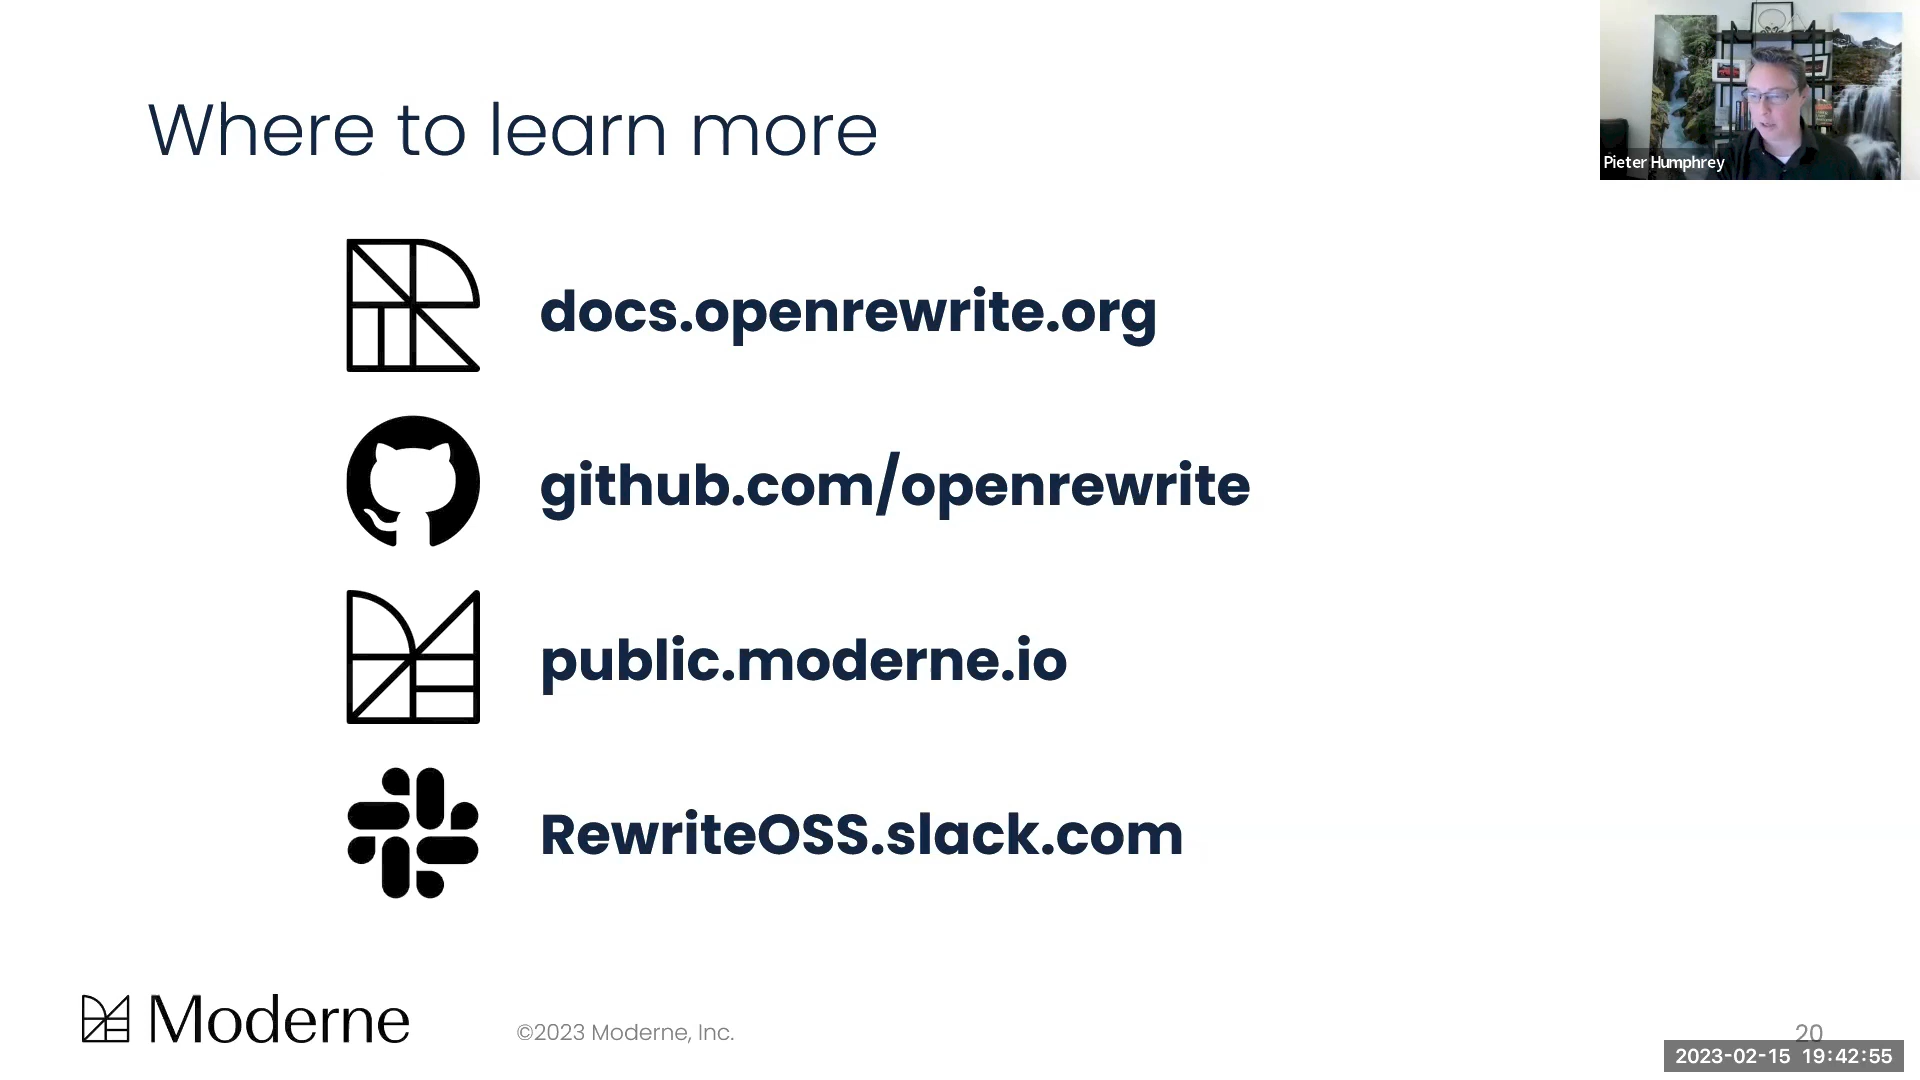 Where to learn more
Pieter Humphrey
docs.openrewrite.org
github.com/openrewrite
public.moderne.io
RewriteOSS.slack.com
Moderne
©2023 Moderne, Inc.
20
2023-02-15 19:42:55